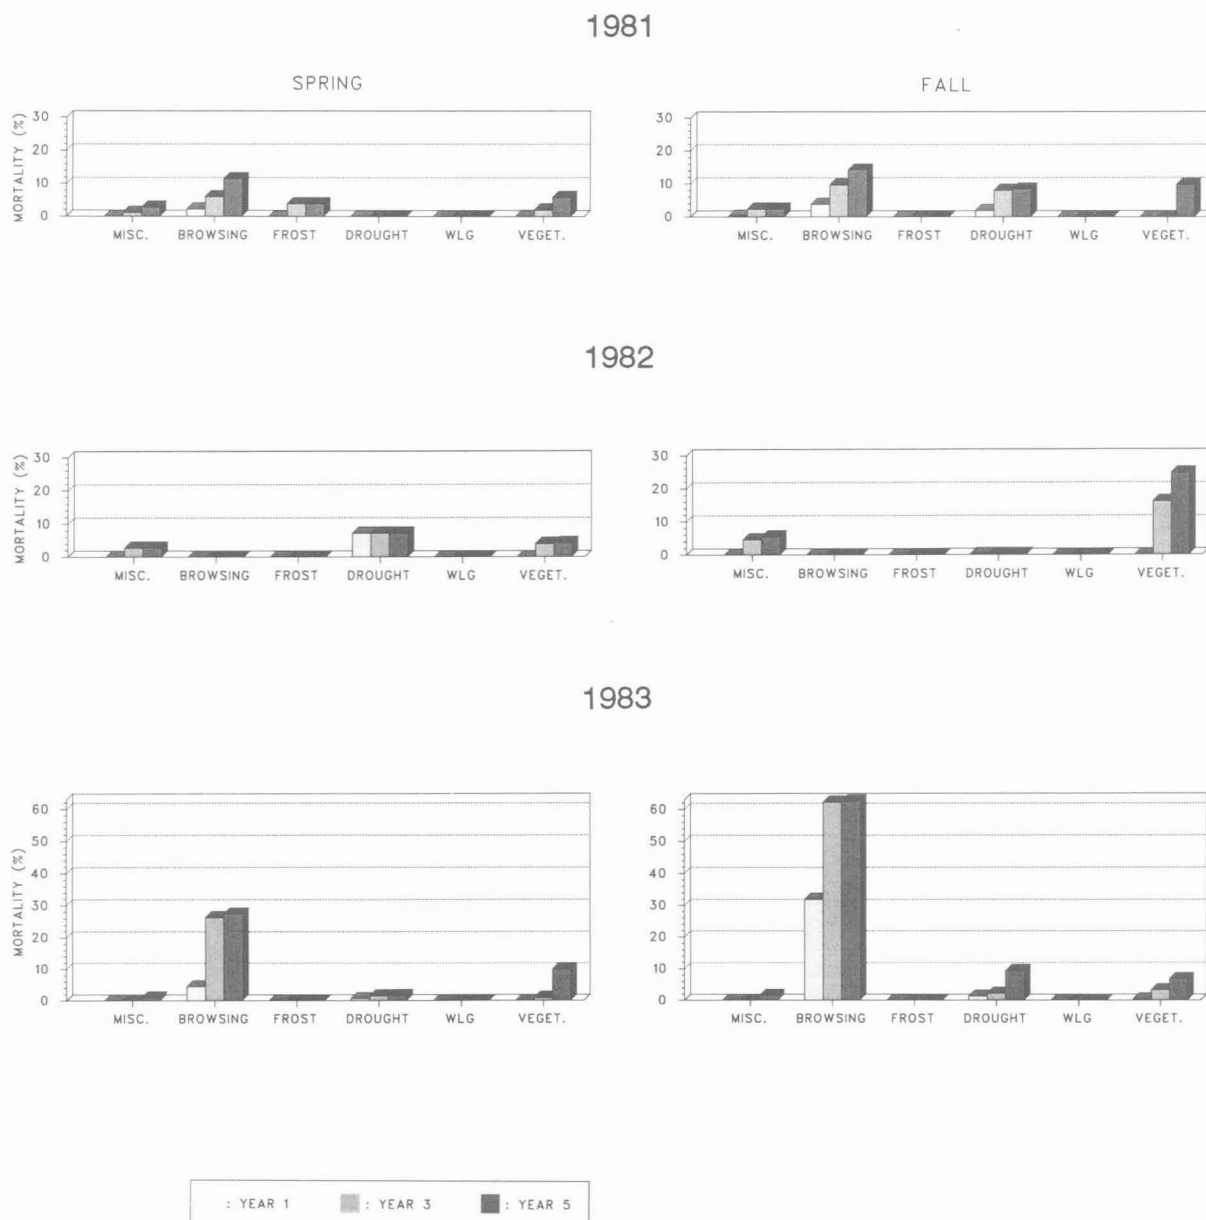 1981
SPRING
FALL
MORTALITY (%)
30
20
10
0
MISC. BROWSING FROST DROUGHT WLG VEGET.
30
20
10
0
MISC. BROWSING FROST DROUGHT WLG VEGET.
1982
MORTALITY (%)
30
20
10
0
MISC. BROWSING FROST DROUGHT WLG VEGET.
30
20
10
0
MISC. BROWSING FROST DROUGHT WLG VEGET.
1983
MORTALITY (%)
60
50
40
30
20
10
0
MISC. BROWSING FROST DROUGHT WLG VEGET.
60
50
40
30
20
10
0
MISC. BROWSING FROST DROUGHT WLG VEGET.
: YEAR 1 : YEAR 3 : YEAR 5